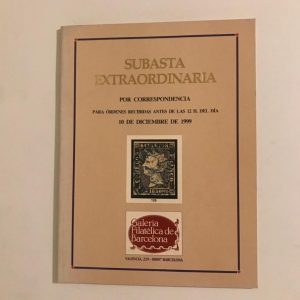 SUBASTA
EXTRAORDINARIA
POR CORRESPONDENCIA
PARA ÓRDENES RECIBIDAS ANTES DE LAS 12 H. DEL DÍA
10 DE DICIEMBRE DE 1999
Galería
Filatélica de
Barcelona
VALENCIA, 229 - 08007 BARCELONA